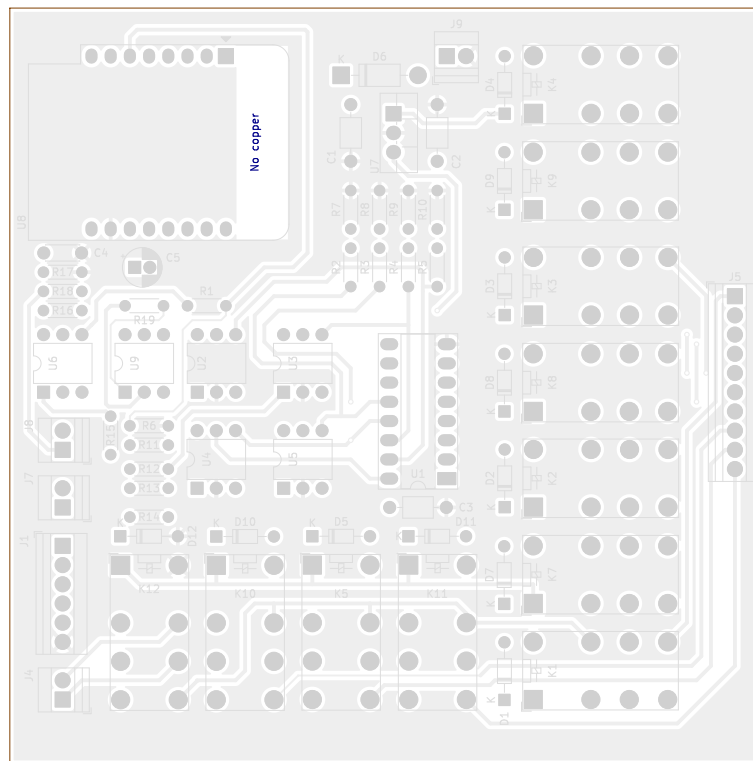 J9
K
D6
D4
K
K4
No copper
C1
U7
C2
D9
K
K9
U8
R7
R8
R9
R10
C4
R17
R18
R16
C5
R1
R2
R3
R4
R5
D3
K
K3
J5
R19
U6
U9
U2
U3
D8
K
K8
J8
R15
R6
R11
R12
R13
R14
U4
U5
U1
C3
D2
K
K2
J7
J1
K
D12
K
D10
K
D5
K
D11
D7
K
K7
K12
K10
K5
K11
J4
K
D1
K1